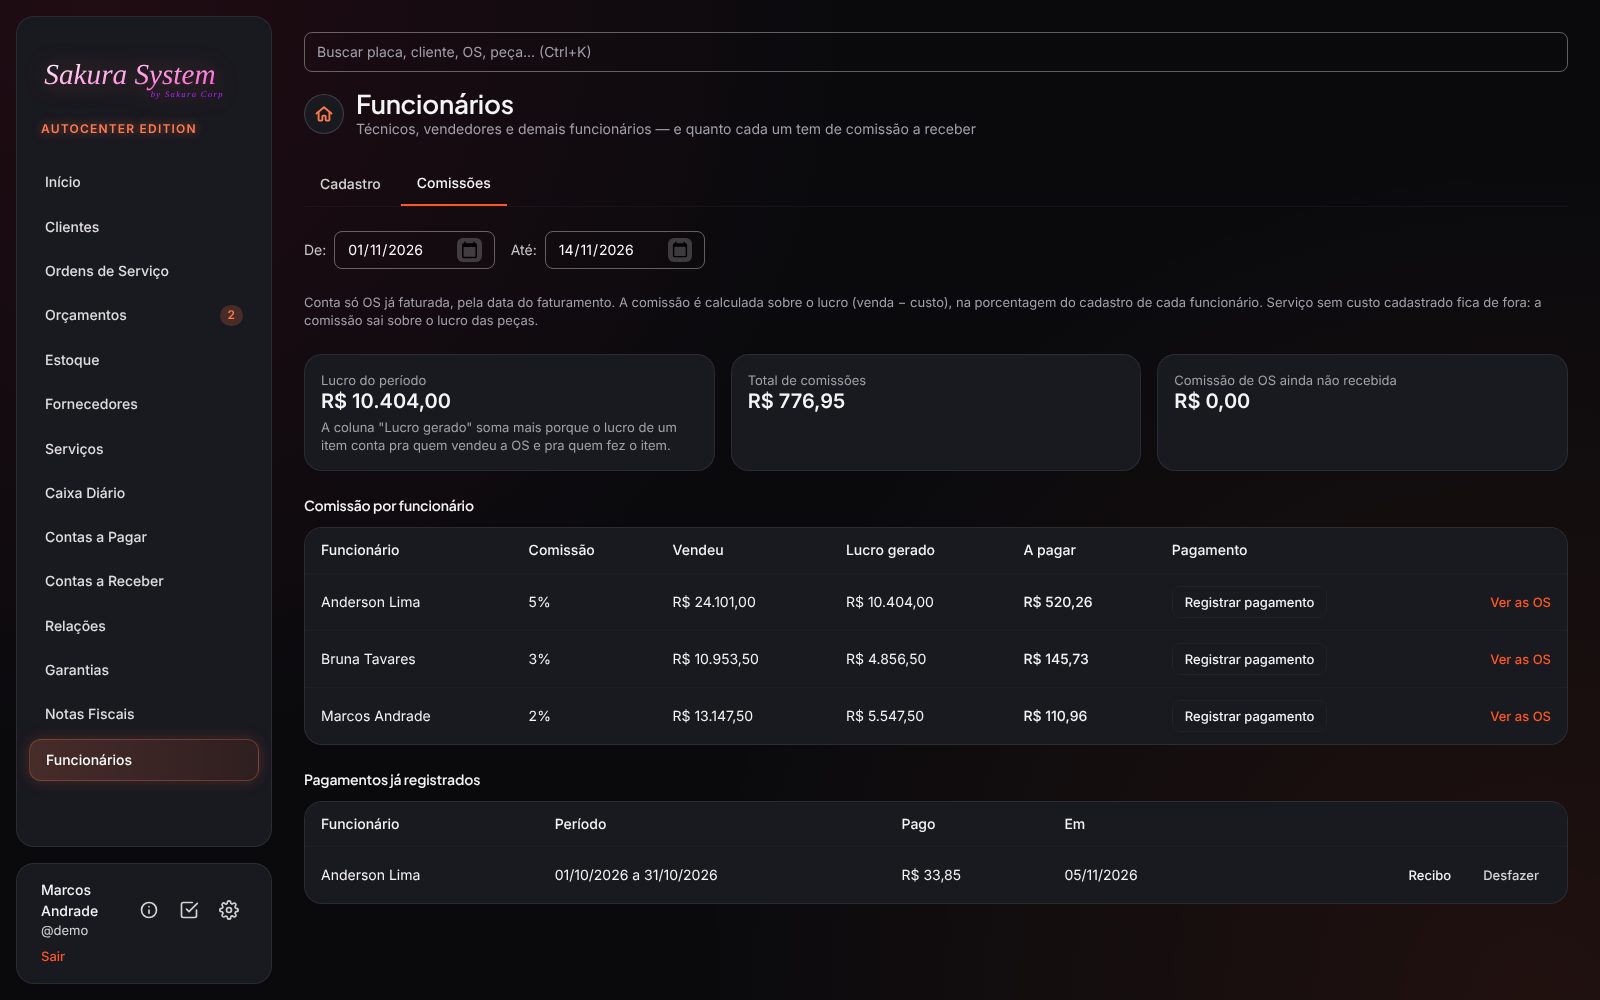 Sakura System
by Sakura Corp
AUTOCENTER EDITION
Início
Clientes
Ordens de Serviço
Orçamentos 2
Estoque
Fornecedores
Serviços
Caixa Diário
Contas a Pagar
Contas a Receber
Relações
Garantias
Notas Fiscais
Funcionários
Marcos
Andrade
@demo
Sair
Buscar placa, cliente, OS, peça... (Ctrl+K)
Funcionários
Técnicos, vendedores e demais funcionários — e quanto cada um tem de comissão a receber
Cadastro Comissões
De: 01/11/2026 Até: 14/11/2026
Conta só OS já faturada, pela data do faturamento. A comissão é calculada sobre o lucro (venda − custo), na porcentagem do cadastro de cada funcionário. Serviço sem custo cadastrado fica de fora: a
comissão sai sobre o lucro das peças.
Lucro do período
R$ 10.404,00
A coluna "Lucro gerado" soma mais porque o lucro de um
item conta pra quem vendeu a OS e pra quem fez o item.
Total de comissões
R$ 776,95
Comissão de OS ainda não recebida
R$ 0,00
Comissão por funcionário
Funcionário Comissão Vendeu Lucro gerado A pagar Pagamento
Anderson Lima 5% R$ 24.101,00 R$ 10.404,00 R$ 520,26 Registrar pagamento Ver as OS
Bruna Tavares 3% R$ 10.953,50 R$ 4.856,50 R$ 145,73 Registrar pagamento Ver as OS
Marcos Andrade 2% R$ 13.147,50 R$ 5.547,50 R$ 110,96 Registrar pagamento Ver as OS
Pagamentos já registrados
Funcionário Período Pago Em
Anderson Lima 01/10/2026 a 31/10/2026 R$ 33,85 05/11/2026 Recibo Desfazer